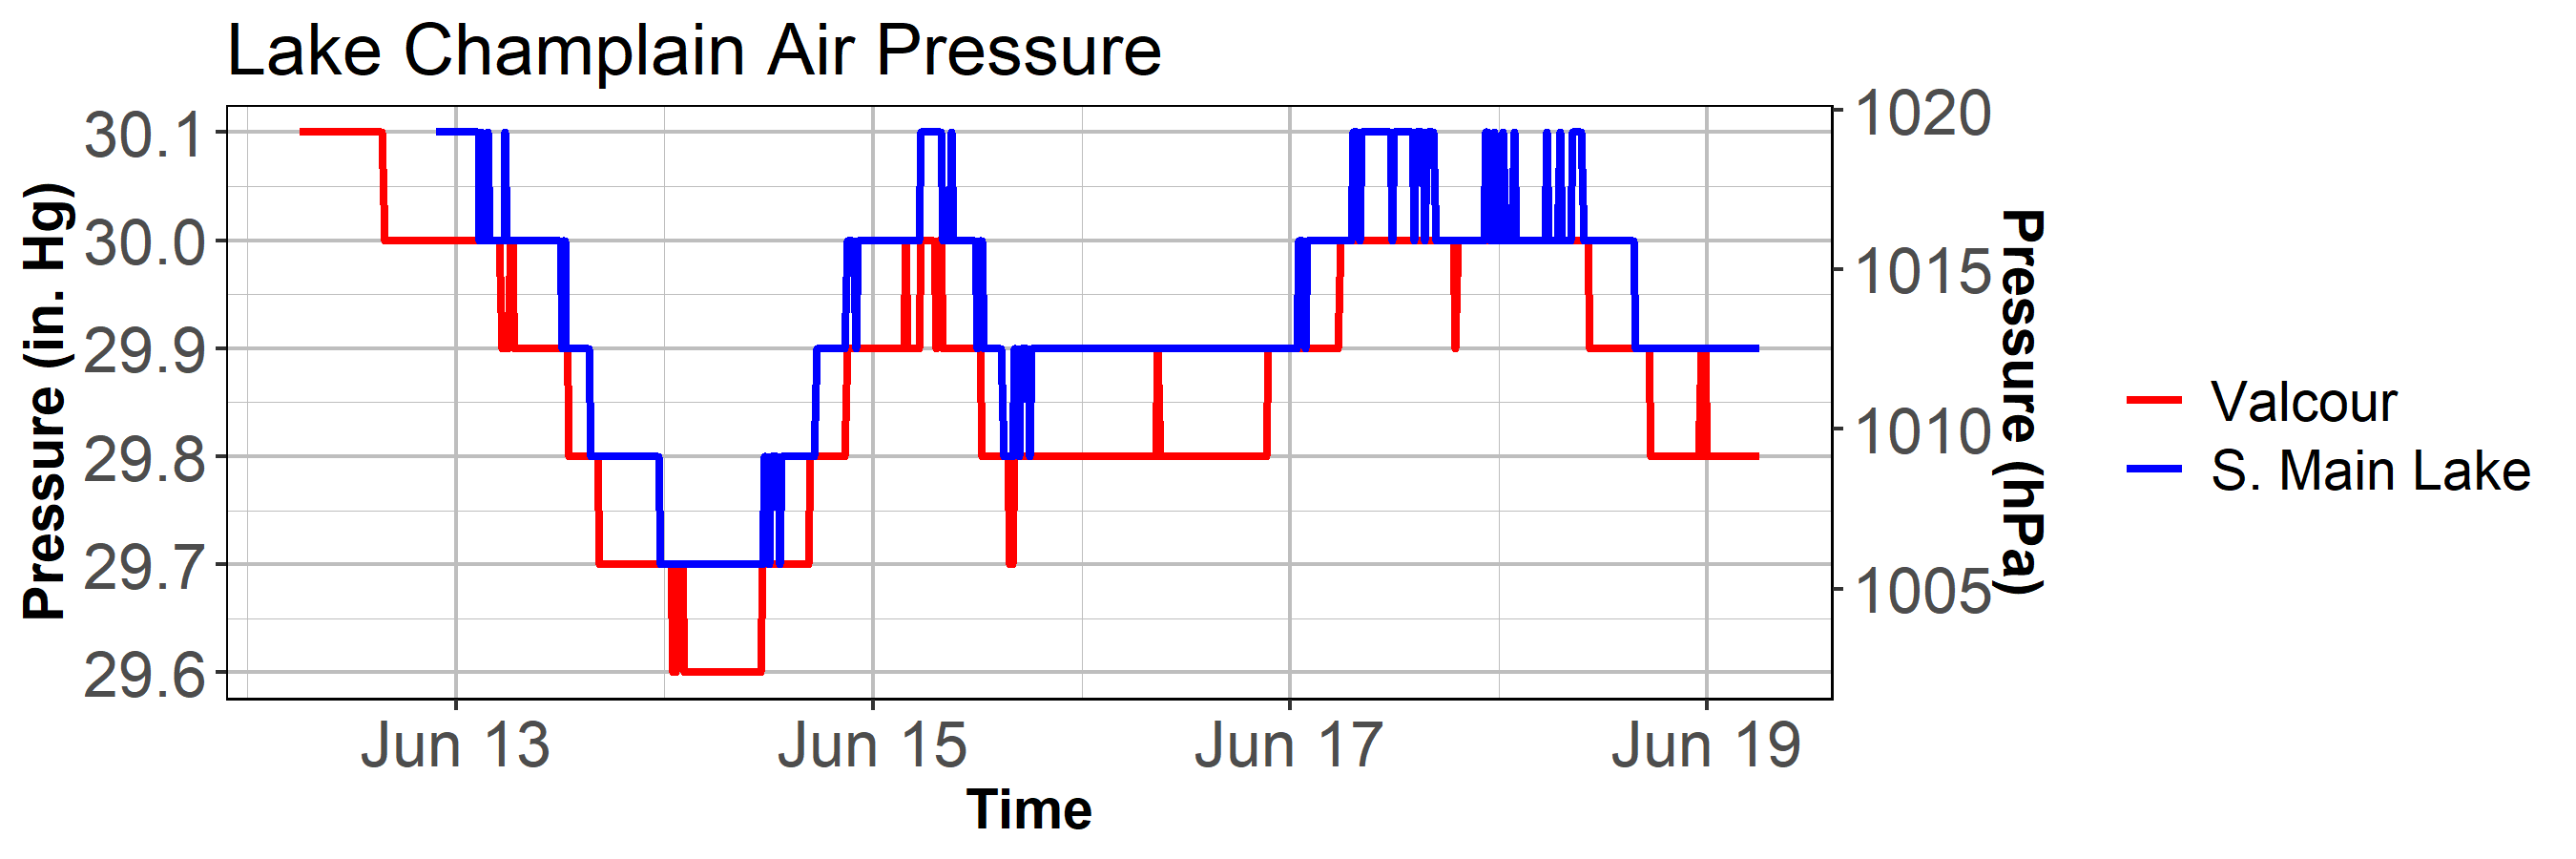 Lake Champlain Air Pressure
Pressure (in. Hg)
30.1
30.0
29.9
29.8
29.7
29.6
1020
1015
1010
1005
Pressure (hPa)
Jun 13
Jun 15
Jun 17
Jun 19
Time
Valcour
S. Main Lake